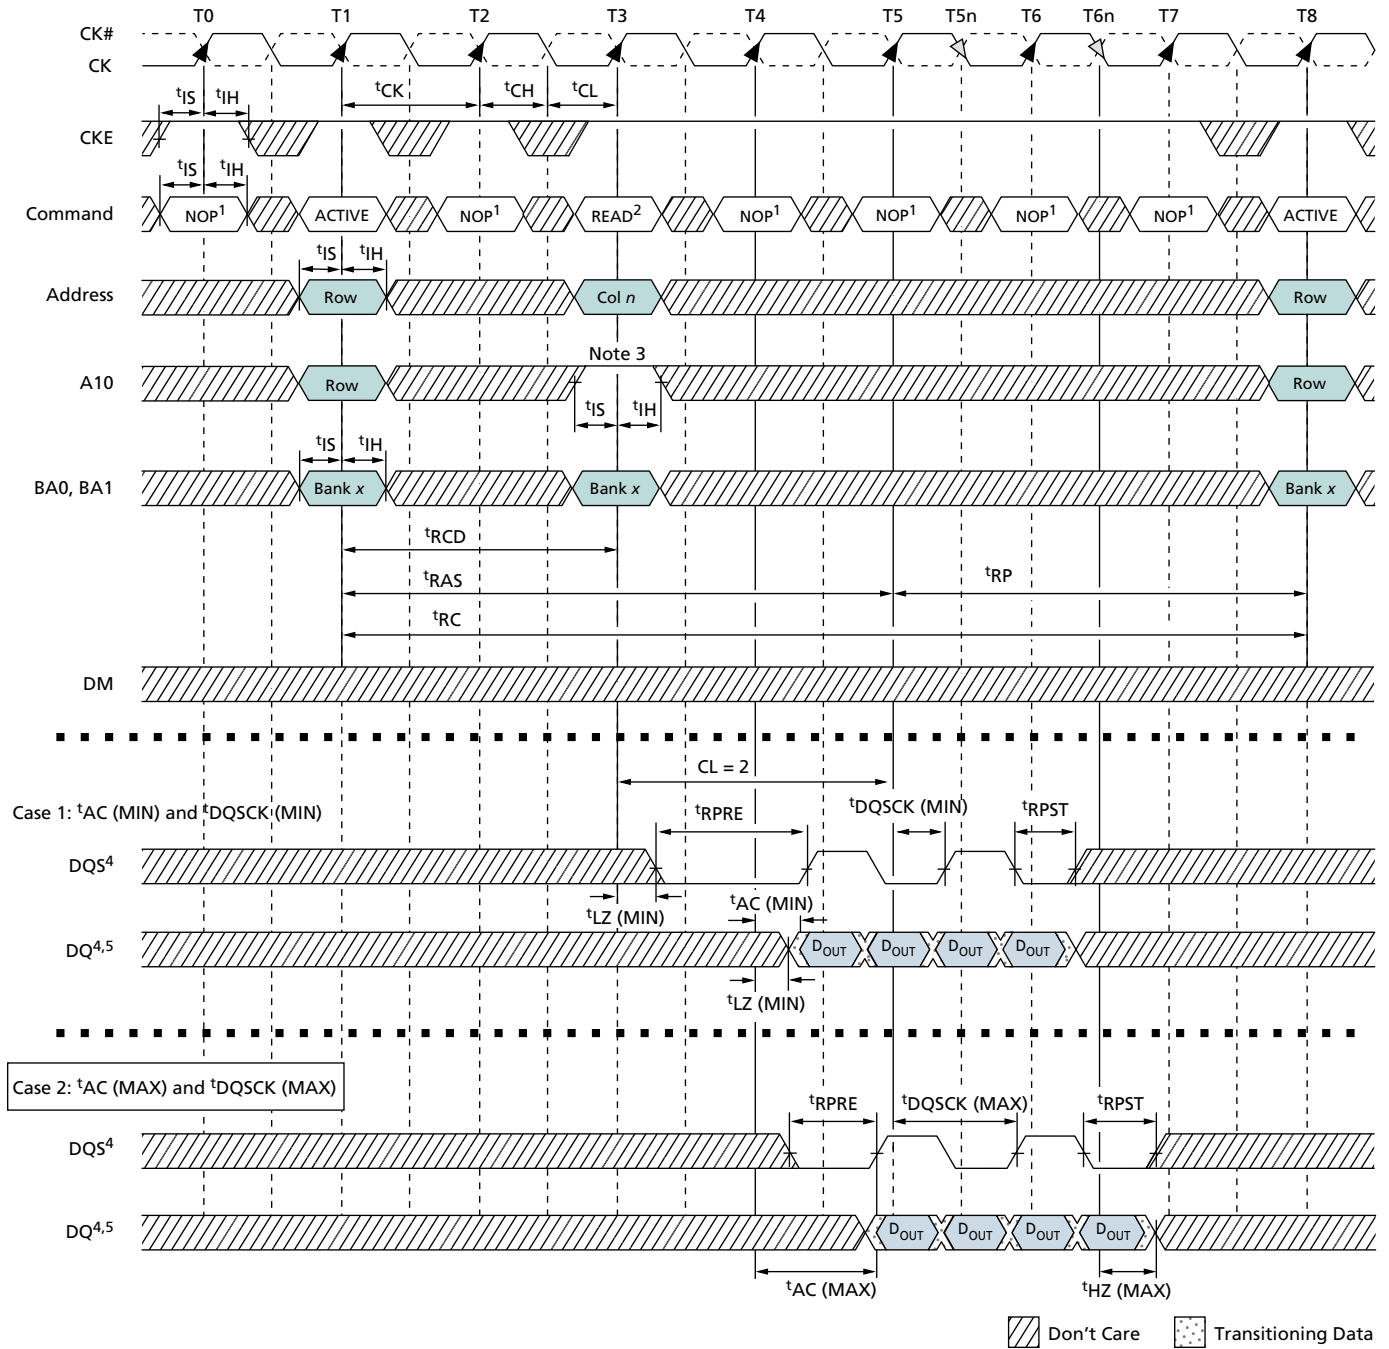 T0 T1 T2 T3 T4 T5 T5n T6 T6n T7 T8
CK#
CK
tCK tCH tCL
tIS tIH
CKE
tIS tIH
Command NOP1 ACTIVE NOP1 READ2 NOP1 NOP1 NOP1 NOP1 ACTIVE
tIS tIH
Address Row Col n Row
Note 3
A10 Row Row
tIS tIH
tIS tIH
BA0, BA1 Bank x Bank x Bank x
tRCD
tRAS tRP
tRC
DM
CL = 2
Case 1: tAC (MIN) and tDQSCK (MIN)
tRPRE tDQSCK (MIN) tRPST
DQS4
tLZ (MIN) tAC (MIN)
DQ4,5 DOUT DOUT DOUT DOUT
tLZ (MIN)
Case 2: tAC (MAX) and tDQSCK (MAX)
tRPRE tDQSCK (MAX) tRPST
DQS4
DQ4,5 DOUT DOUT DOUT DOUT
tAC (MAX) tHZ (MAX)
Don't Care Transitioning Data